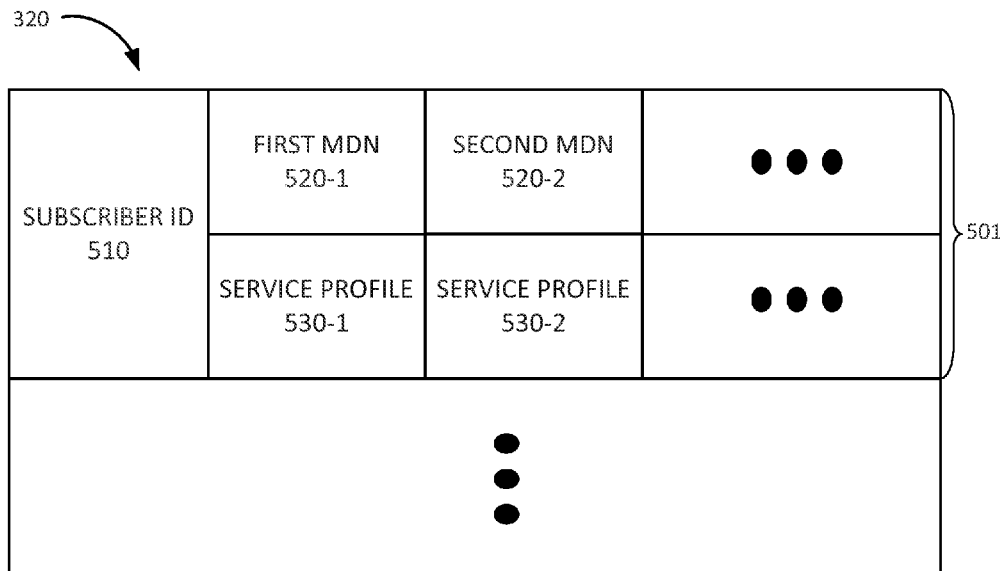 320
FIRST MDN
520-1
SECOND MDN
520-2
SUBSCRIBER ID
510
501
SERVICE PROFILE
530-1
SERVICE PROFILE
530-2